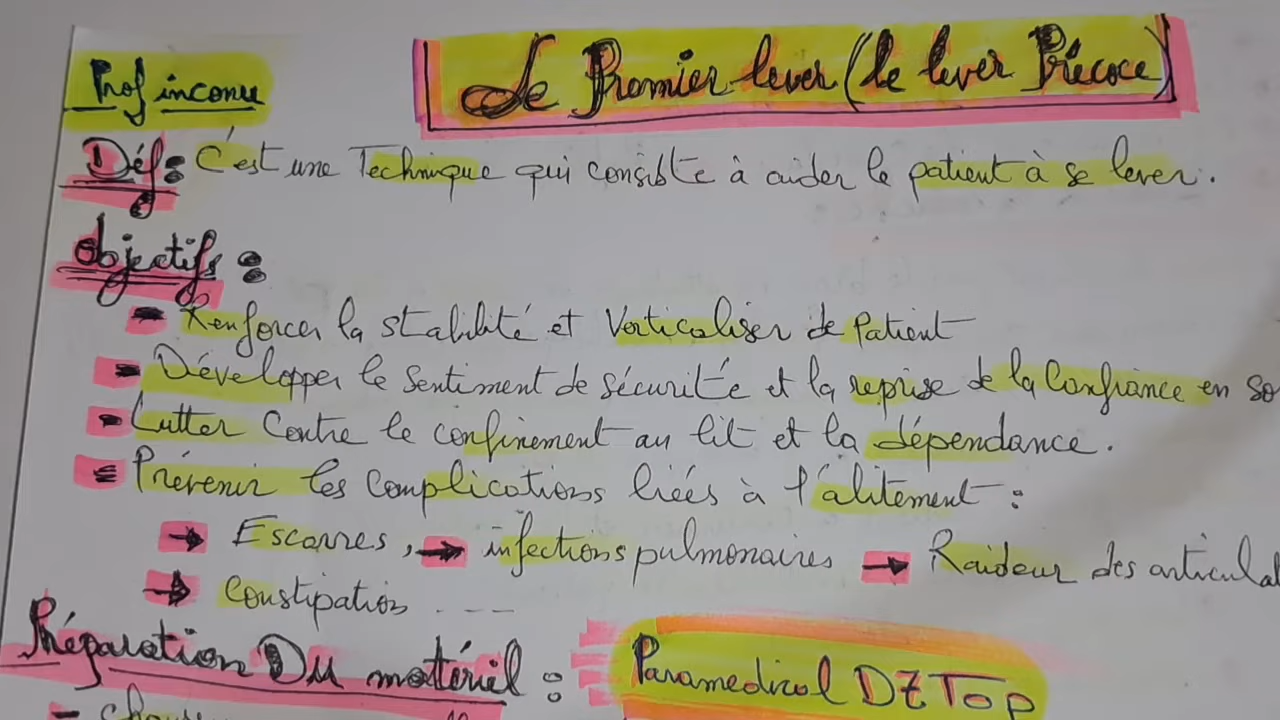 Prof inconu
Le Premier lever (le lever Précoce)
Déf : C'est une Technique qui consiste à aider le patient à se lever.
Objectifs :
- Renforcer la stabilité et Verticaliser de Patient
- Développer le sentiment de sécurité et la reprise de la Confiance en so
- Lutter Contre le confinement au lit et la dépendance.
- Prévenir les complications liées à l'alitement :
→ Escarres, → infections pulmonaires → Raideur des articulat
→ Constipation ----
Préparation Du matériel :
Paramedical DZ Top